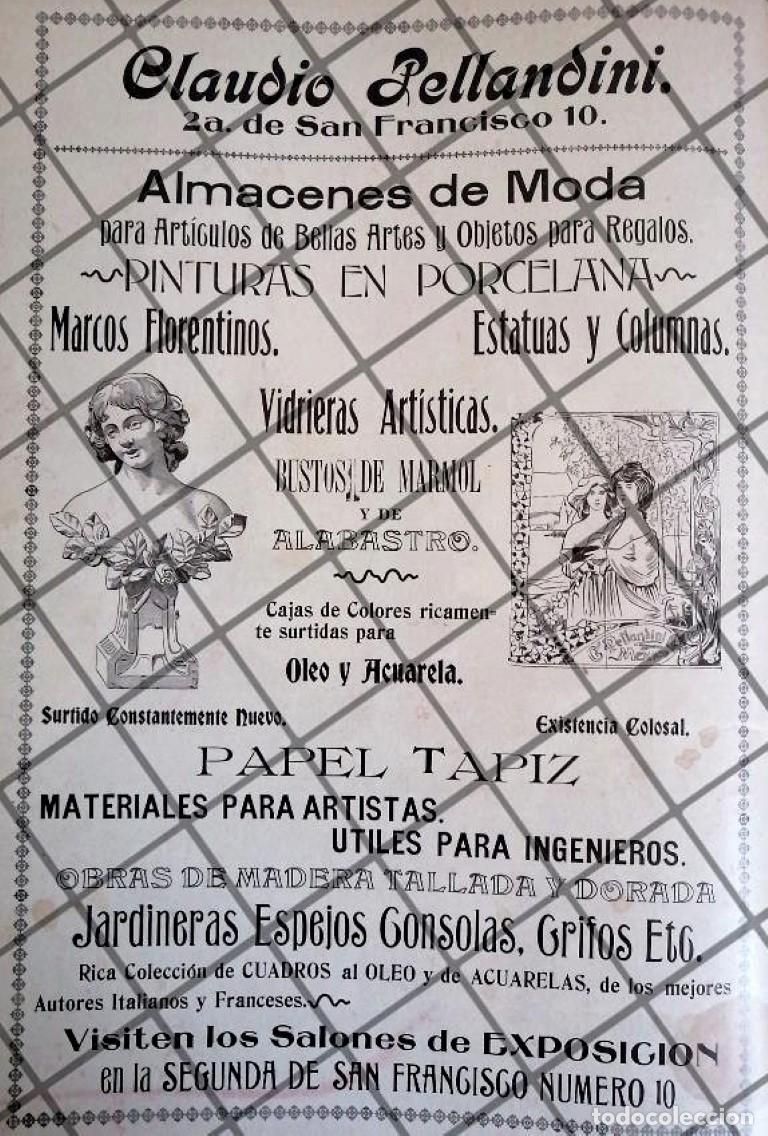 Claudio Pellandini.
2a. de San Francisco 10.
Almacenes de Moda
para Artículos de Bellas Artes y Objetos para Regalos.
PINTURAS EN PORCELANA
Marcos Florentinos.
Estatuas y Columnas.
Vidrieras Artísticas.
BUSTOS DE MARMOL
Y DE
ALABASTRO.
Cajas de Colores ricamen=
te surtidas para
Oleo y Acuarela.
C. Pellandini
Surtido Constantemente Nuevo.
Existencia Colosal.
PAPEL TAPIZ
MATERIALES PARA ARTISTAS.
UTILES PARA INGENIEROS.
OBRAS DE MADERA TALLADA Y DORADA
Jardineras Espejos Consolas, Grifos Etc.
Rica Colección de CUADROS al OLEO y de ACUARELAS, de los mejores
Autores Italianos y Franceses.
Visiten los Salones de EXPOSICION
en la SEGUNDA DE SAN FRANCISCO NUMERO 10
todocoleccion